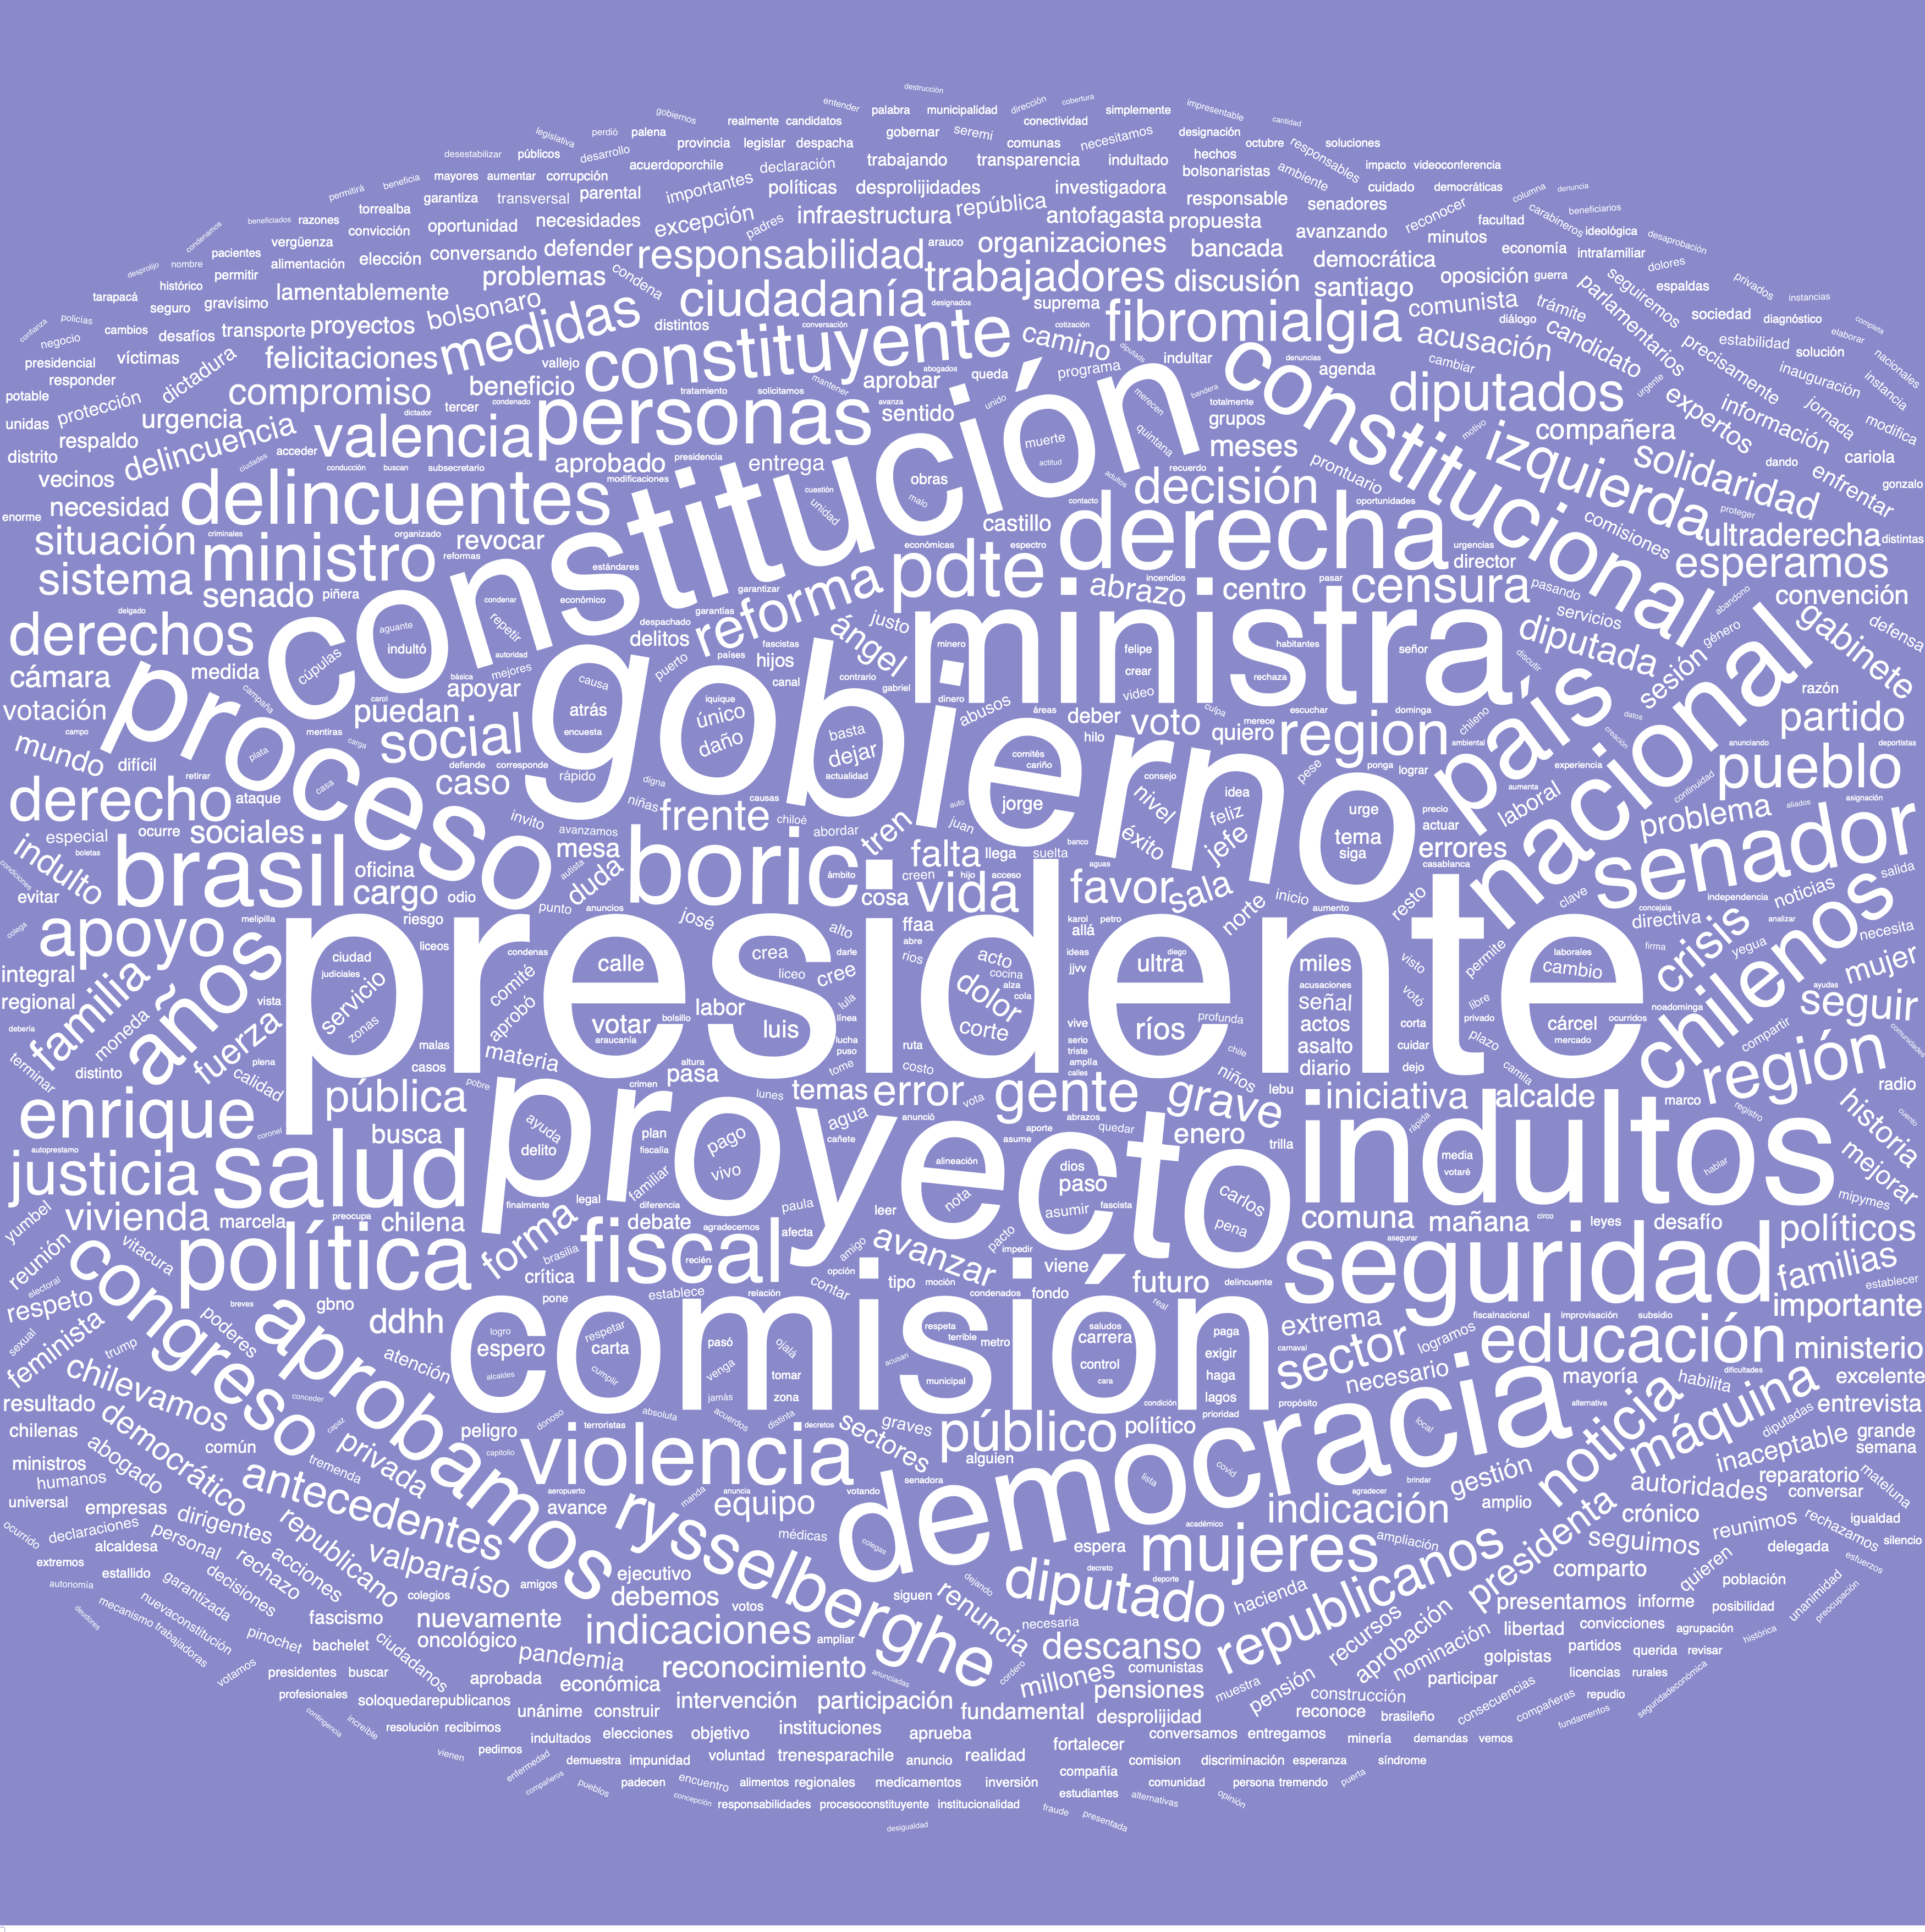 destrucción
gobiernos entender palabra municipalidad dirección cobertura simplemente impresentable cantidad
legislativa perdió palena realmente candidatos gobernar seremi conectividad comunas necesitamos designación octubre responsables soluciones
desestabilizar públicos desarrollo provincia legislar despacha trabajando transparencia indultado hechos bolsonaristas ambiente impacto videoconferencia
permitirá beneficia mayores aumentar corrupción acuerdoporchile declaración políticas desprolijidades investigadora responsable senadores cuidado democráticas columna denuncia
garantiza transversal parental importantes infraestructura república antofagasta propuesta avanzando reconocer facultad carabineros beneficiarios
condenamos beneficiados razones torrealba convicción oportunidad necesidades excepción padres responsabilidad arauco organizaciones bancada democrática minutos economía ideológica intrafamiliar desaprobación
desprolijo nombre pacientes vergüenza alimentación elección conversando defender problemas condena ciudadanía trabajadores discusión santiago oposición guerra dolores espaldas privados
tarapacá histórico permitir seguro gravísimo lamentablemente bolsonaro medidas distintos constituyente designados suprema fibromialgia comunista trámite parlamentarios seguiremos sociedad instancias
confianza policías negocio cambios desafíos transporte proyectos vallejo conversación cotización camino diputads indultar denuncias acusación diálogo candidato precisamente estabilidad diagnóstico completa elaborar
presidencial responder víctimas dictadura felicitaciones compromiso beneficio tratamiento solicitamos mantener abogados aprobar queda programa merecen bandera agenda cambiar diputados urgente expertos inauguración solución instancia nacionales
potable unidas protección urgencia delincuencia valencia personas dictador tercer condenado avanza sentido unido constitución muerte quintana totalmente grupos constitucional motivo izquierda compañera información jornada modifica
distrito respaldo vecinos acceder ciudades conducción buscan subsecretario aprobado presidencia entrega modificaciones actitud obras adultos recuerdo meses prontuario solidaridad dando cariola enfrentar gonzalo
enorme necesidad delincuentes cuestión unidad malo castillo contacto decisión oportunidades comisiones proteger ultraderecha distintas
situación criminales ministro organizado revocar reformas estándares económicas espectro derecha urgencias director esperamos
sistema senado piñera condenar económico garantizar reforma pdte abrazo incendios centro pasar censura pasando servicios abandono convención
derechos delgado aguante repetir garantías despachado delitos fascistas ángel justo ministra minero felipe habitantes señor diputada género gabinete defensa
cámara medida cúpulas indultó autoridad básica mejores puerto países hijos contrario crear rechaza discutir sesión razón
votación campaña proceso carol apoyar gobierno causa iquique canal gabriel dinero video áreas culpa escuchar dominga chileno país nacional datos partido
mundo campo mentiras puedan social atrás encuesta único daño basta dejar actualidad abusos deber hilo voto merece quiero region ambiental creación anunciando deportistas
difícil plata carga retirar defiende corresponde rápido digna comités cariño consejo pese ponga lograr experiencia continuidad pueblo
derecho ataque casa caso niñas causas frente chiloé auto jorge nivel idea urge precio actuar laboral aumenta problema aliados asignación
indulto especial boletas ocurre sociales invito avanzamos mesa abordar tren juan éxito feliz jefe tema siga errores casablanca senador
condiciones evitar brasil oficina cargo odio autista duda boric ámbito falta creen llega hijo suelta acceso banco aguas favor sala inicio resto clave independencia noticias salida
colega apoyo melipilla riesgo punto anuncios josé cosa vida ffaa karol petro allá norte aumento directiva concejala analizar chilenos necesita
integral familia años ciudad judiciales servicio liceos condenas comité calle crea liceo alto darle cree abre ríos acto cocina alza dolor cola ideas jjvv ultra diego miles acusaciones señal visto permite laborales cambio firma crisis yegua mujer
regional vista zonas presidente aprobó votar bolsillo labor luis lula línea corte vive profunda actos votó libre privado cárcel ocurridos noadominga ayudas seguir
debería moneda fuerza malas araucanía lucha puso ruta serio triste asalto corta cuidar plazo mercado compartir comunidades
terminar distinto plena calidad casos materia altura pasa tome costo amplía calles chile diario dejo camila región
enrique pública pobre crimen lunes temas error vota gente grave niños lebu iniciativa alcalde marco radio historia
coronel busca proyecto ayuda plan pago agua anunció abrazos aporte quedar enero trilla rápida indultos registro cuento
autoprestamo justicia salud delito fiscalía vivo cañete alineación asume dios media votaré hablar mejorar
vivienda yumbel marcela preocupa chilena finalmente legal familiar diferencia debate paula leer nota paso asumir fascista carlos pena comuna mañana circo leyes desafío mipymes políticos
reunión vitacura política forma brasilia fiscal recién agradecemos afecta amigo avanzar pacto impedir viene asegurar seguridad familias establecer
respeto electoral congreso breves gbno crítica pone establece relación opción contar tipo moción condenados fondo futuro delincuente real fiscalnacional improvisación subsidio importante
feminista sexual trump poderes ddhh logro espero respetar carta comisión pasó ojalá respeta terrible metro saludos carrera paga exigir extrema logramos educación ministerio
chilevamos aprobamos atención alcaldes cumplir venga tomar acusan municipal control cara haga carnaval sector necesario mayoría habilita dificultades excelente
resultado conceder capaz donoso absoluta jamás acuerdos zona distinta decretos lagos condición prioridad propósito local alternativa noticia máquina diputadas entrevista
chilenas democrático común privada peligro terroristas sectores graves público político democracia inaceptable grande semana
ministros abogado tremenda capitolio violencia senadora alguien covid lista brindar gestión autoridades reparatorio conversar mateluna
humanos universal empresas antecedentes aeropuerto avance manda anuncia equipo votando agradecer indicación amplio crónico igualdad
ocurrido declaraciones dirigentes republicano rysselberghe médicas colegas académico espera ampliación presidenta seguimos reunimos rechazamos silencio
alcaldesa personal acciones valparaíso ejecutivo decreto mujeres republicanos comparto quieren delegada esfuerzos
extremos estallido rechazo decisiones colegios amigos debemos siguen dejando diputado deporte hacienda población
autonomía garantizada fascismo nuevamente votos renuncia necesaria recursos presentamos informe posibilidad unanimidad preocupación
deudores mecanismo trabajadoras nuevaconstitución pinochet bachelet ciudadanos oncológico indicaciones ampliar descanso aprobación nominación libertad convicciones agrupación histórica
votamos presidentes buscar aprobada pandemia reconocimiento anunciadas cordero millones comunistas pensión golpistas partidos querida revisar
profesionales soloquedarepublicanos económica intervención participación pensiones muestra construcción participar licencias rurales seguridadeconómica
contingencia increíble resolución recibimos unánime construir fundamental desprolijidad reconoce brasileño consecuencias compañeras repudio fundamentos
vienen pedimos indultados elecciones objetivo instituciones aprueba fortalecer conversamos entregamos minería demandas vemos
enfermedad demuestra impunidad voluntad trenesparachile anuncio realidad comision discriminación esperanza síndrome
compañeros pueblos padecen encuentro alimentos regionales medicamentos inversión compañía comunidad persona tremendo puerta
concepción responsabilidades procesoconstituyente institucionalidad estudiantes alternativas opinión
desigualdad fraude presentada